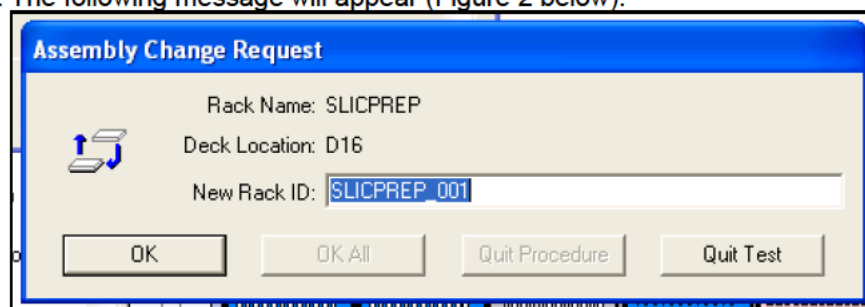 The following message will appear (Figure 2 below).
Assembly Change Request
Rack Name: SLICPREP
Deck Location: D16
New Rack ID: SLICPREP_001
OK
OK All
Quit Procedure
Quit Test